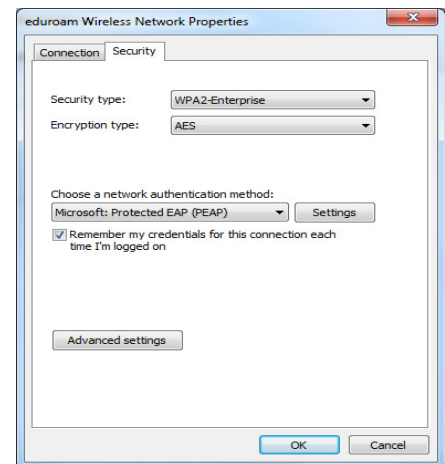 eduroam Wireless Network Properties
Connection Security
Security type: WPA2-Enterprise
Encryption type: AES
Choose a network authentication method:
Microsoft: Protected EAP (PEAP) Settings
Remember my credentials for this connection each
time I'm logged on
Advanced settings
OK Cancel